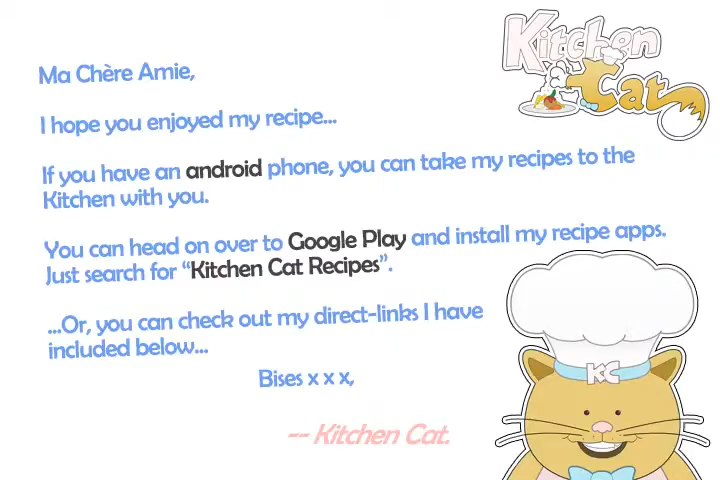 Kitchen
Cat
Ma Chère Amie,
I hope you enjoyed my recipe...
If you have an android phone, you can take my recipes to the
Kitchen with you.
You can head on over to Google Play and install my recipe apps.
Just search for “Kitchen Cat Recipes”.
...Or, you can check out my direct-links I have
included below...
Bises x x x,
-- Kitchen Cat.
KC